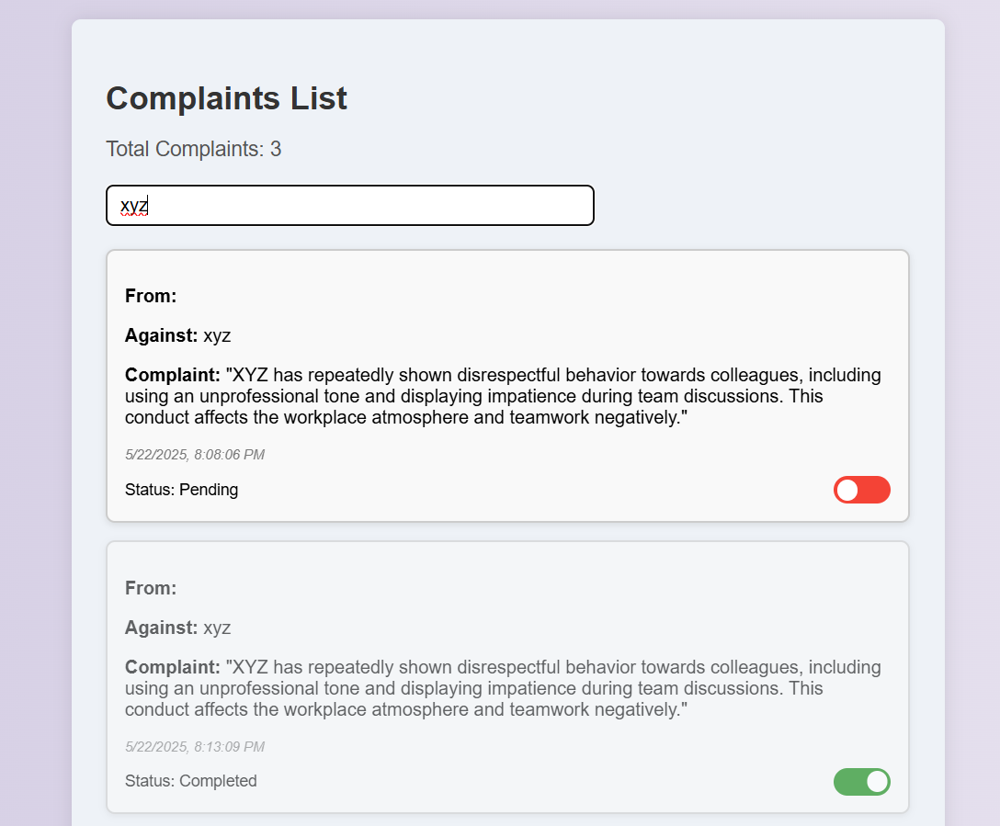 Complaints List
Total Complaints: 3
xyz
From:
Against: xyz
Complaint: "XYZ has repeatedly shown disrespectful behavior towards colleagues, including
using an unprofessional tone and displaying impatience during team discussions. This
conduct affects the workplace atmosphere and teamwork negatively."
5/22/2025, 8:08:06 PM
Status: Pending
From:
Against: xyz
Complaint: "XYZ has repeatedly shown disrespectful behavior towards colleagues, including
using an unprofessional tone and displaying impatience during team discussions. This
conduct affects the workplace atmosphere and teamwork negatively."
5/22/2025, 8:13:09 PM
Status: Completed